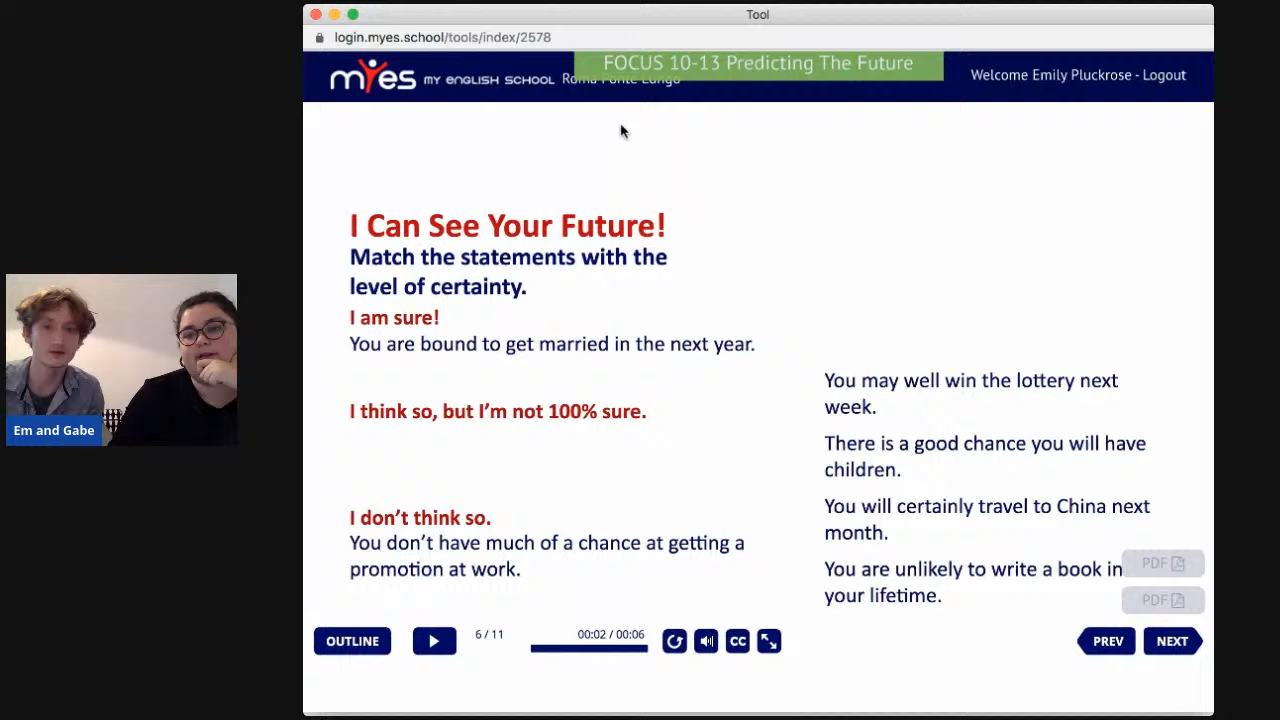 Tool
login.myes.school/tools/index/2578
FOCUS 10-13 Predicting The Future
myes MY ENGLISH SCHOOL Roma Ponte Lungo
Welcome Emily Pluckrose - Logout
I Can See Your Future!
Match the statements with the
level of certainty.
I am sure!
You are bound to get married in the next year.
I think so, but I'm not 100% sure.
I don't think so.
You don't have much of a chance at getting a
promotion at work.
You may well win the lottery next
week.
There is a good chance you will have
children.
You will certainly travel to China next
month.
You are unlikely to write a book in
your lifetime.
PDF
PDF
Em and Gabe
OUTLINE
6 / 11
00:02 / 00:06
CC
PREV
NEXT